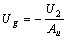 U_g = - U_2 / A_u